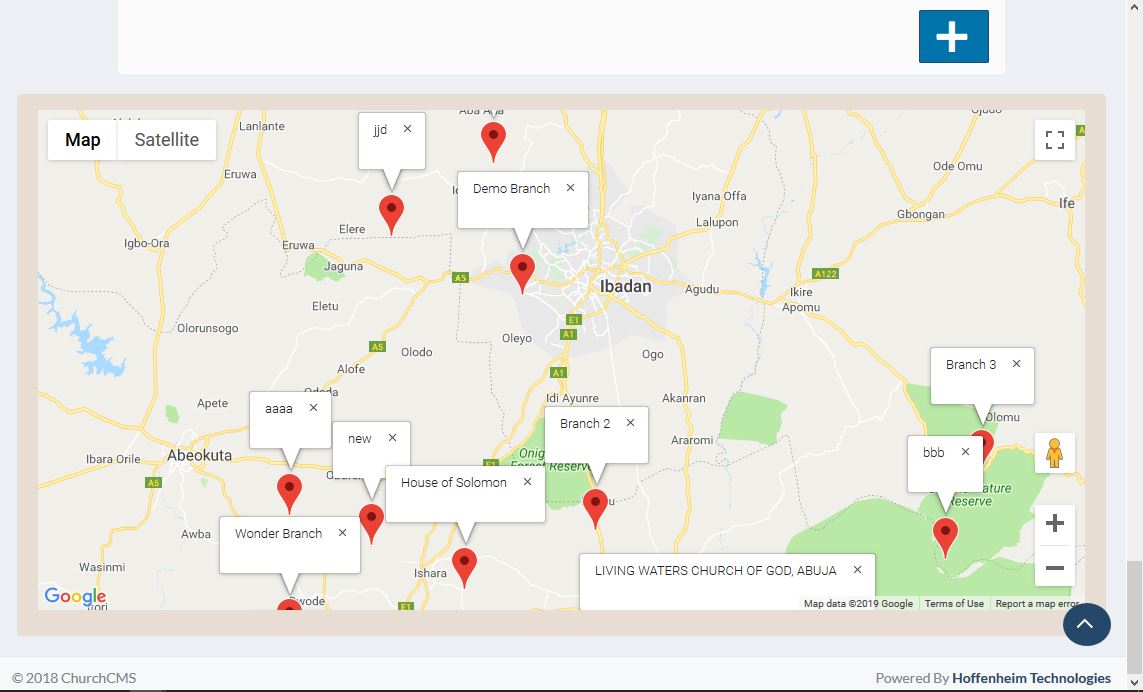 Lanlante
jjd
Map
Satellite
Ode Omu
Eruwa
Demo Branch
Iyana Offa
Ife
Gbongan
Lalupon
Elere
Igbo-Ora
Eruwa
Jaguna
A5
A122
Ibadan
Agudu
Ikire
Apomu
Eletu
E1
Olorunsogo
A1
Oleyo
A5
Olodo
Ogo
Branch 3
Alofe
A1
Idi Ayunre
Akanran
Apete
aaaa
Olomu
Branch 2
new
Araromi
bbb
Abeokuta
Ibara Orile
House of Solomon
A5
Reserve
Wonder Branch
Awba
Wasinmi
Ishara
LIVING WATERS CHURCH OF GOD, ABUJA
Google
E1
Map data ©2019 Google
Terms of Use
Report a map error
© 2018 ChurchCMS
Powered By Hoffenheim Technologies